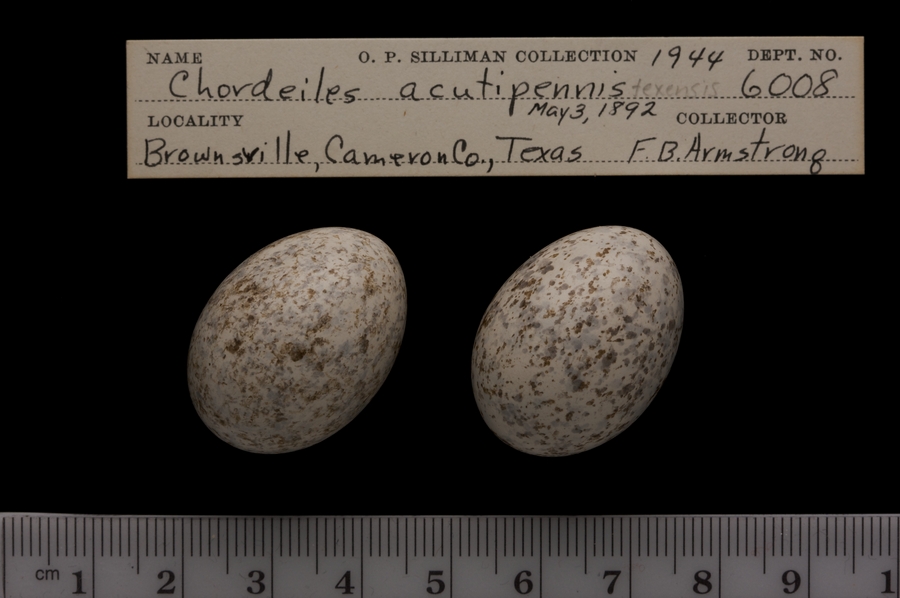 NAME O. P. SILLIMAN COLLECTION 1944 DEPT. NO.
Chordeiles acutipennis texensis 6008
May 3, 1892
LOCALITY COLLECTOR
Brownsville, Cameron Co., Texas F. B. Armstrong
cm 1 2 3 4 5 6 7 8 9 1